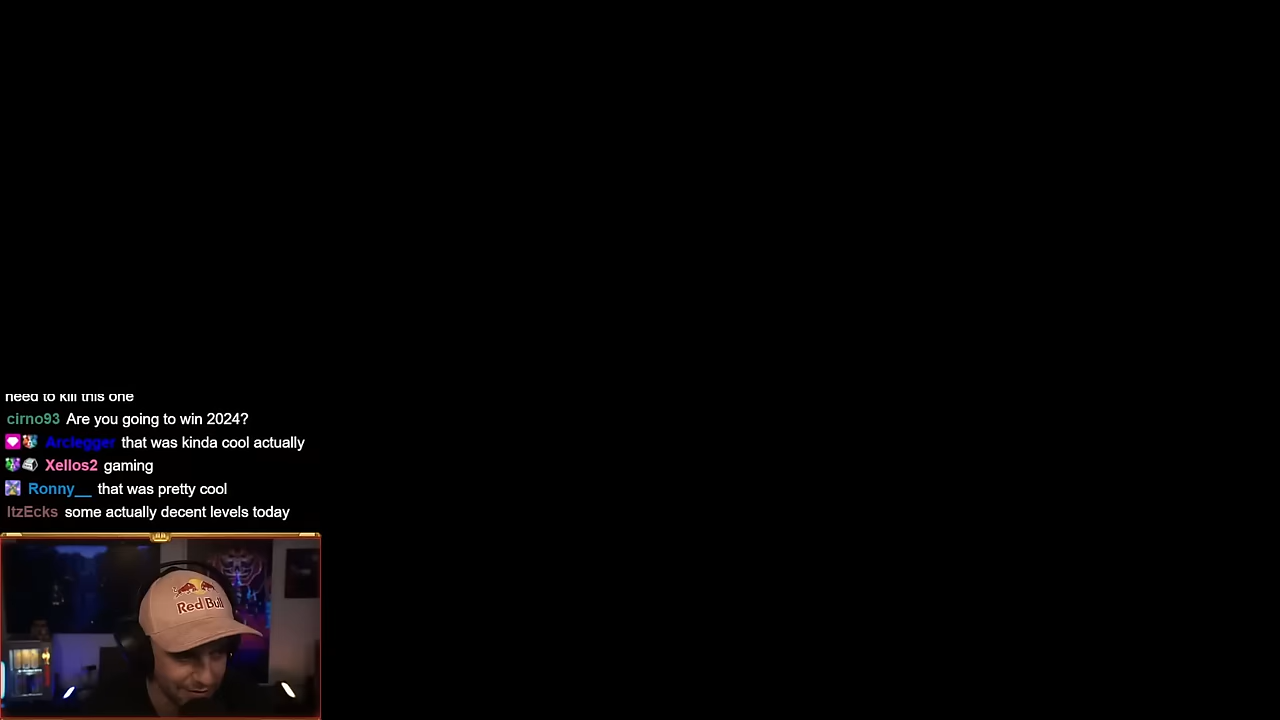 need to kill this one
cirno93 Are you going to win 2024?
Arclegger that was kinda cool actually
Xellos2 gaming
Ronny__ that was pretty cool
ItzEcks some actually decent levels today
Red Bull